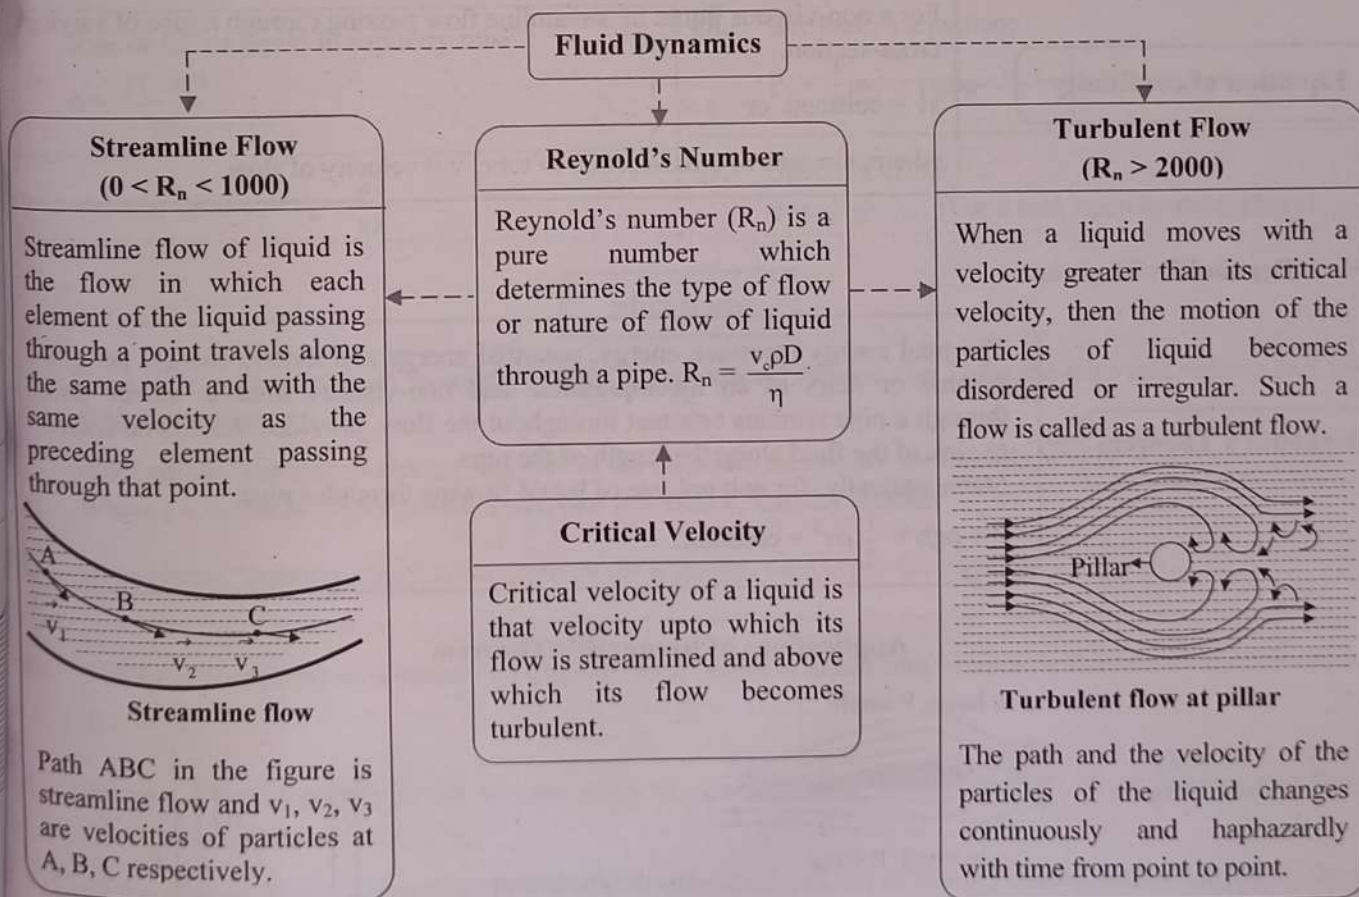 Fluid Dynamics
Streamline Flow
(0 < Rₙ < 1000)
Streamline flow of liquid is
the flow in which each
element of the liquid passing
through a point travels along
the same path and with the
same velocity as the
preceding element passing
through that point.
A
B
C
v₁
v₂
v₃
Streamline flow
Path ABC in the figure is
streamline flow and v₁, v₂, v₃
are velocities of particles at
A, B, C respectively.
Reynold's Number
Reynold's number (Rₙ) is a
pure number which
determines the type of flow
or nature of flow of liquid
through a pipe. Rₙ = v꜀ρD/η.
Critical Velocity
Critical velocity of a liquid is
that velocity upto which its
flow is streamlined and above
which its flow becomes
turbulent.
Turbulent Flow
(Rₙ > 2000)
When a liquid moves with a
velocity greater than its critical
velocity, then the motion of the
particles of liquid becomes
disordered or irregular. Such a
flow is called as a turbulent flow.
Pillar
Turbulent flow at pillar
The path and the velocity of the
particles of the liquid changes
continuously and haphazardly
with time from point to point.